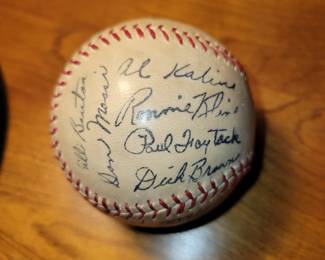 Al Kaline
Ronnie Kline
Paul Foytack
Dick Brown
Don Mossi